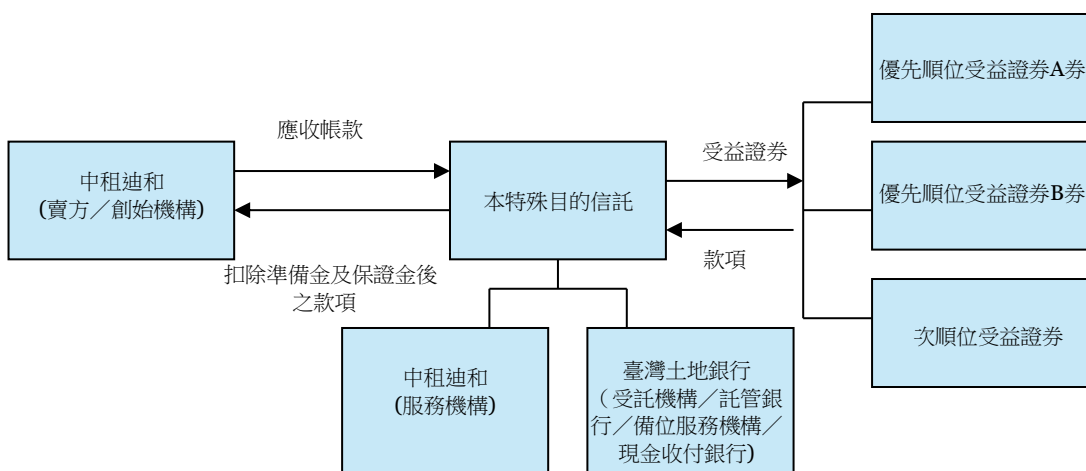 優先順位受益證券A券
應收帳款
受益證券
中租迪和
(賣方／創始機構)
本特殊目的信託
優先順位受益證券B券
扣除準備金及保證金後
之款項
款項
次順位受益證券
中租迪和
(服務機構)
臺灣土地銀行
（受託機構／託管銀
行／備位服務機構／
現金收付銀行)